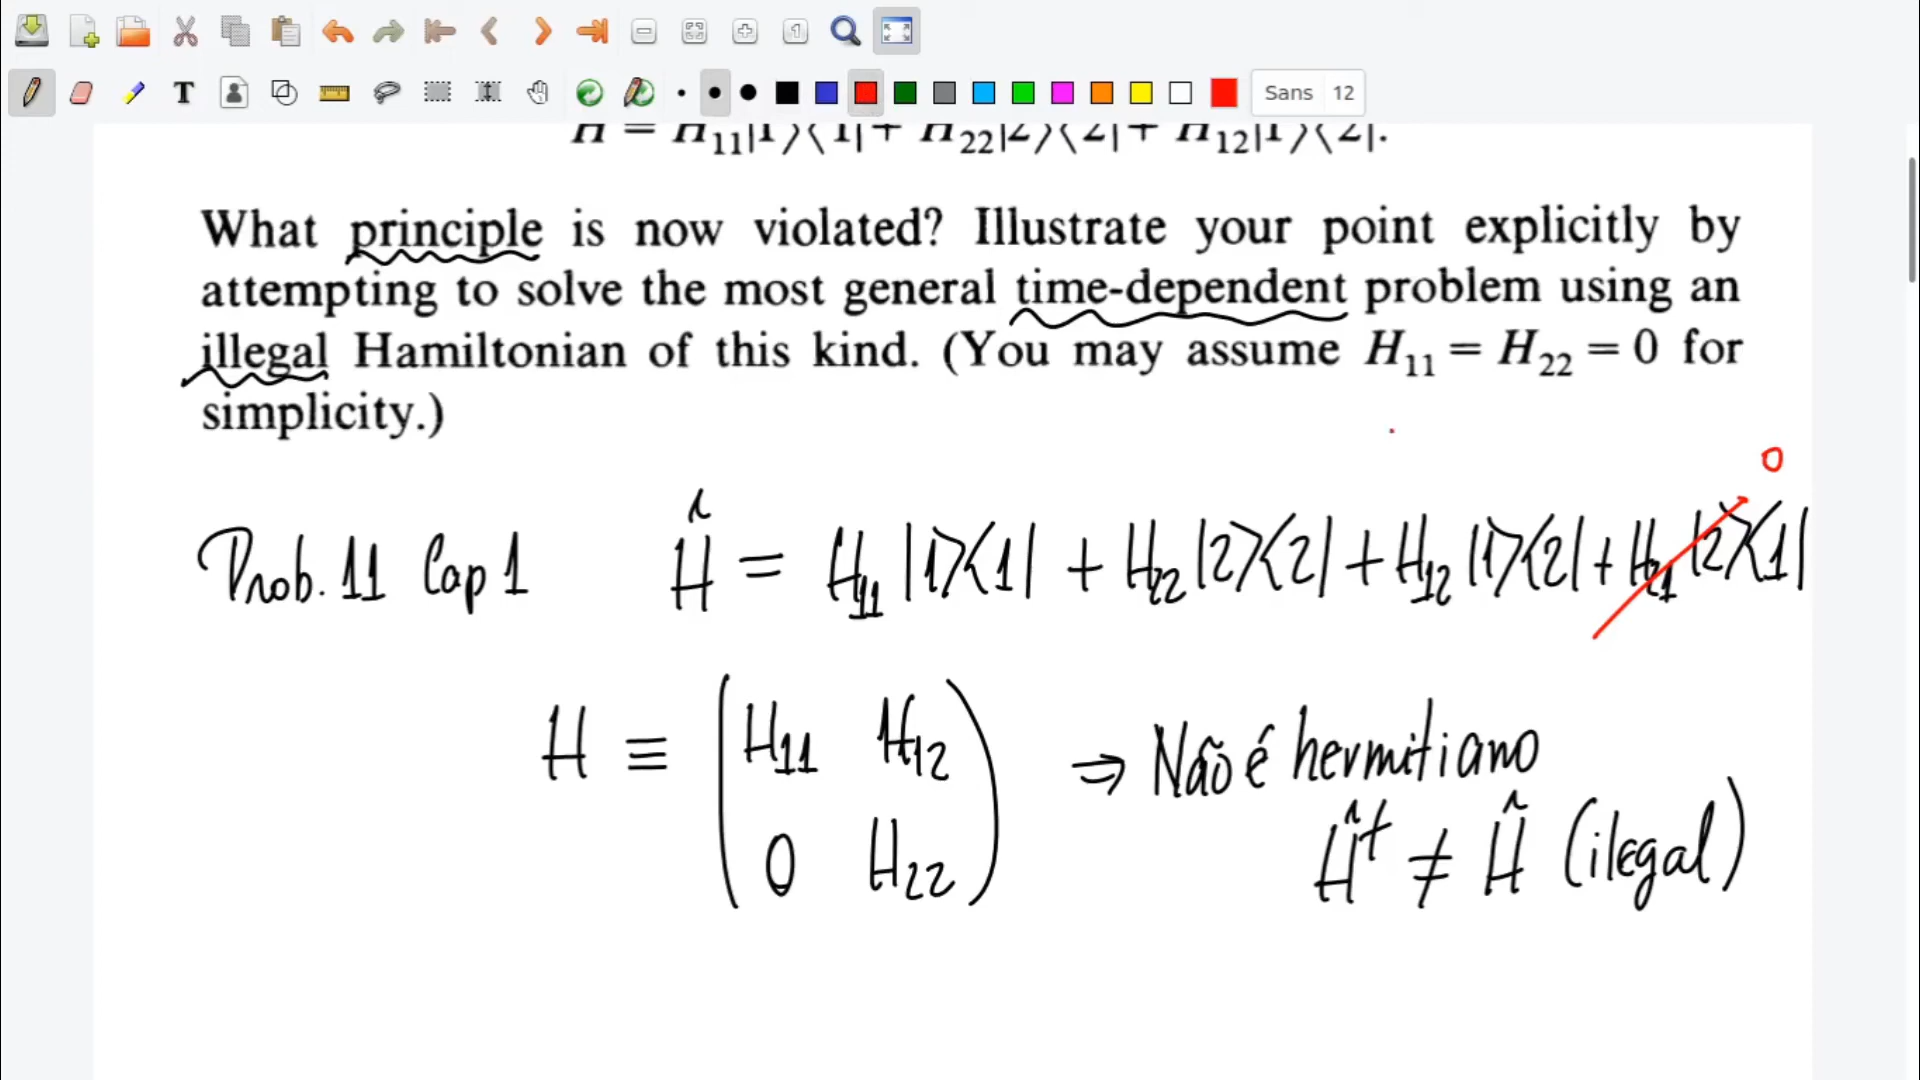 Sans 12
H = H₁₁|1⟩⟨1| + H₂₂|2⟩⟨2| + H₁₂|1⟩⟨2|.
What principle is now violated? Illustrate your point explicitly by
attempting to solve the most general time-dependent problem using an
illegal Hamiltonian of this kind. (You may assume H₁₁ = H₂₂ = 0 for
simplicity.)
0
Prob. 11 Cap 1 Ĥ = H₁₁ |1⟩⟨1| + H₂₂ |2⟩⟨2| + H₁₂ |1⟩⟨2| + H₂₁ |2⟩⟨1|
H ≡ ( H₁₁ H₁₂ ⇒ Não é hermitiano
0 H₂₂ ) Ĥ† ≠ Ĥ (ilegal)